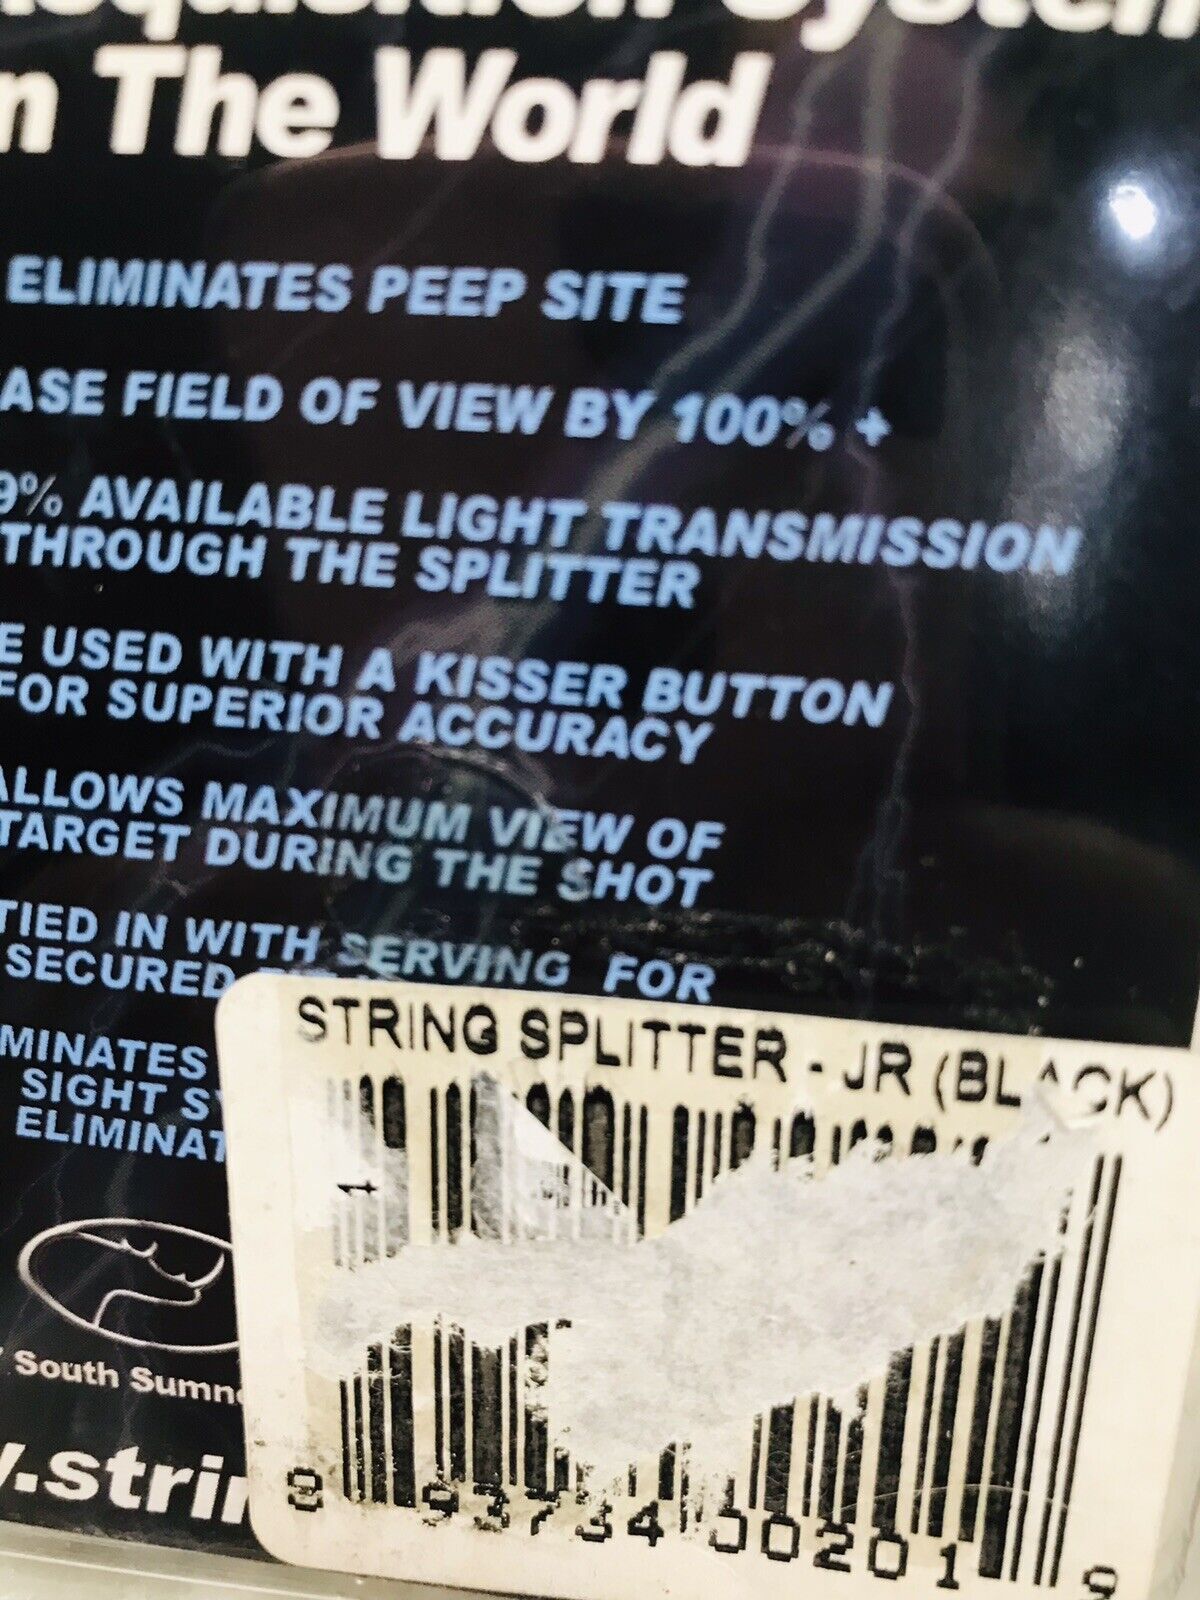 n The World
ELIMINATES PEEP SITE
ASE FIELD OF VIEW BY 100% +
9% AVAILABLE LIGHT TRANSMISSION
THROUGH THE SPLITTER
E USED WITH A KISSER BUTTON
FOR SUPERIOR ACCURACY
ALLOWS MAXIMUM VIEW OF
TARGET DURING THE SHOT
TIED IN WITH SERVING FOR
SECURED
MINATES
SIGHT S
ELIMINAT
South Sumn
.strin
STRING SPLITTER - JR (BLACK)
1
8 93734 00201 9